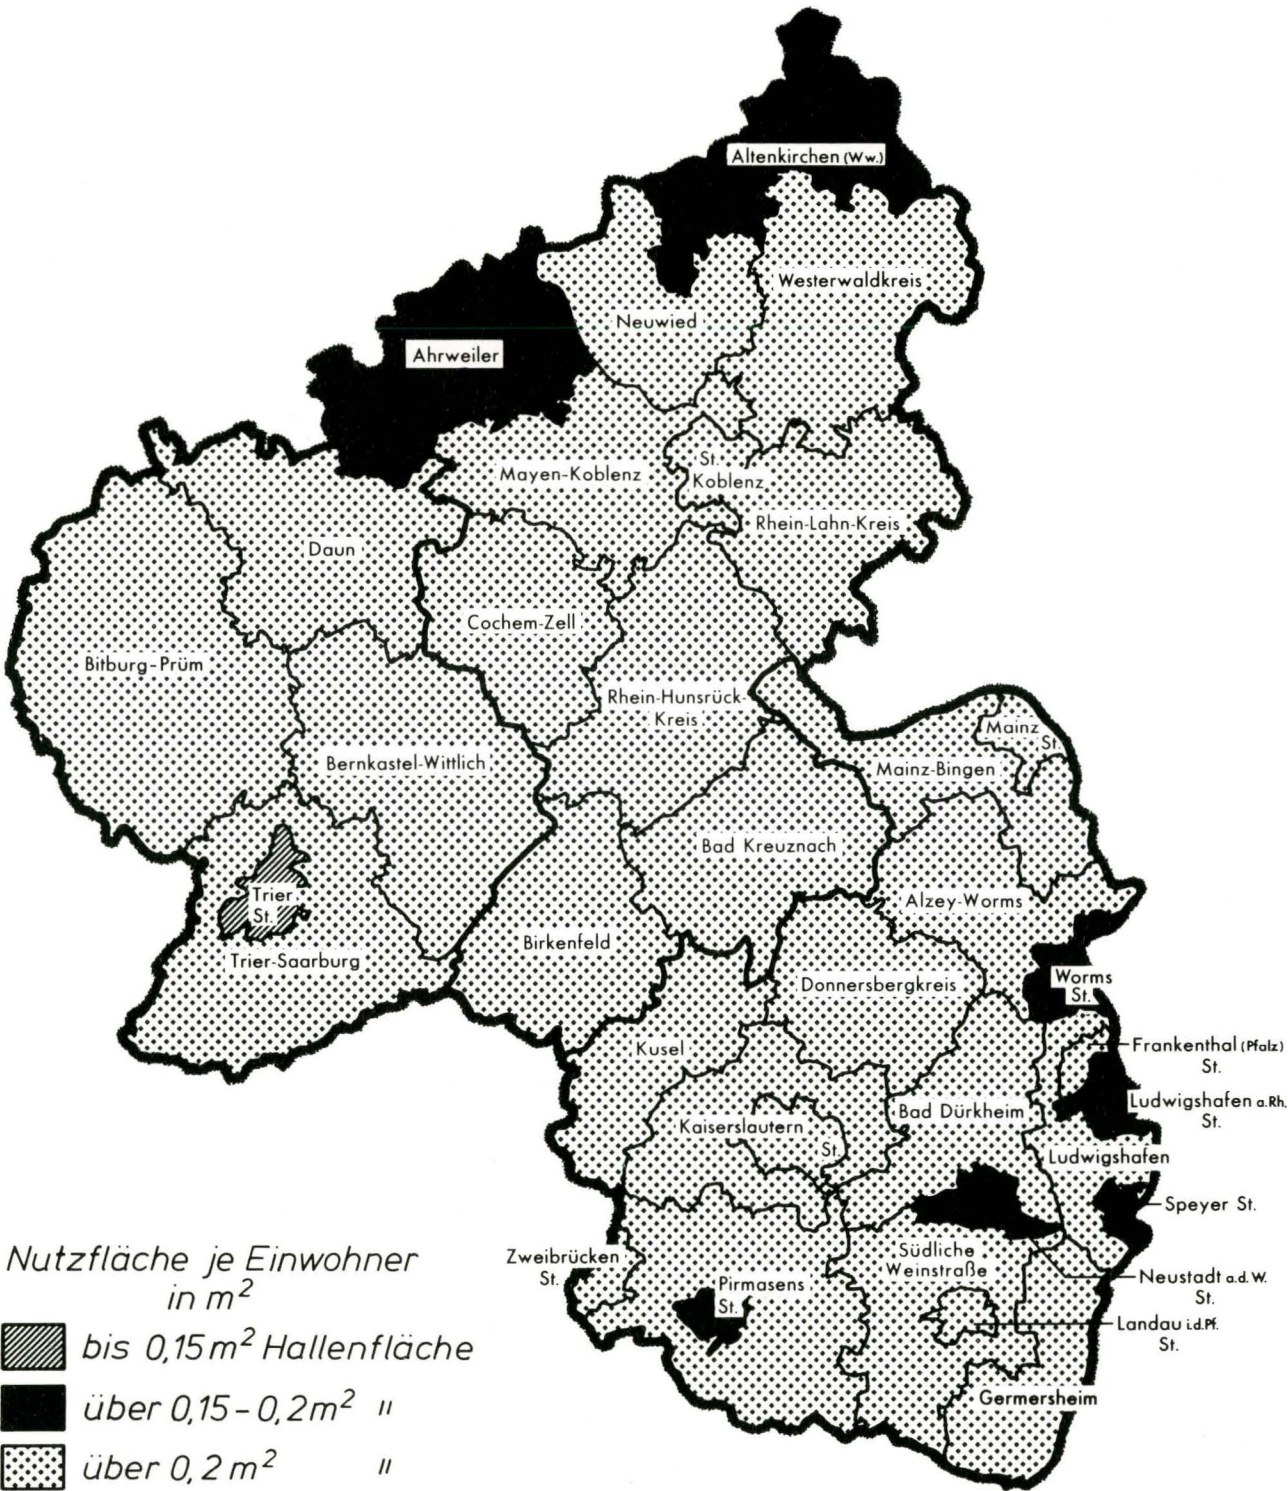 Altenkirchen (Ww.)
Westerwaldkreis
Neuwied
Ahrweiler
St.
Koblenz
Mayen-Koblenz
Rhein-Lahn-Kreis
Daun
Cochem-Zell
Bitburg-Prüm
Rhein-Hunsrück-
Kreis
Mainz
St.
Bernkastel-Wittlich
Mainz-Bingen
Bad Kreuznach
Trier
St.
Alzey-Worms
Birkenfeld
Trier-Saarburg
Donnersbergkreis
Worms
St.
Kusel
Frankenthal (Pfalz)
St.
Ludwigshafen a.Rh.
St.
Bad Dürkheim
Kaiserslautern
St.
Ludwigshafen
Speyer St.
Zweibrücken
St.
Südliche
Weinstraße
Pirmasens
St.
Neustadt a.d.W.
St.
Landau i.d.Pf.
St.
Germersheim
Nutzfläche je Einwohner
in m²
bis 0,15 m² Hallenfläche
über 0,15 - 0,2 m² "
über 0,2 m² "